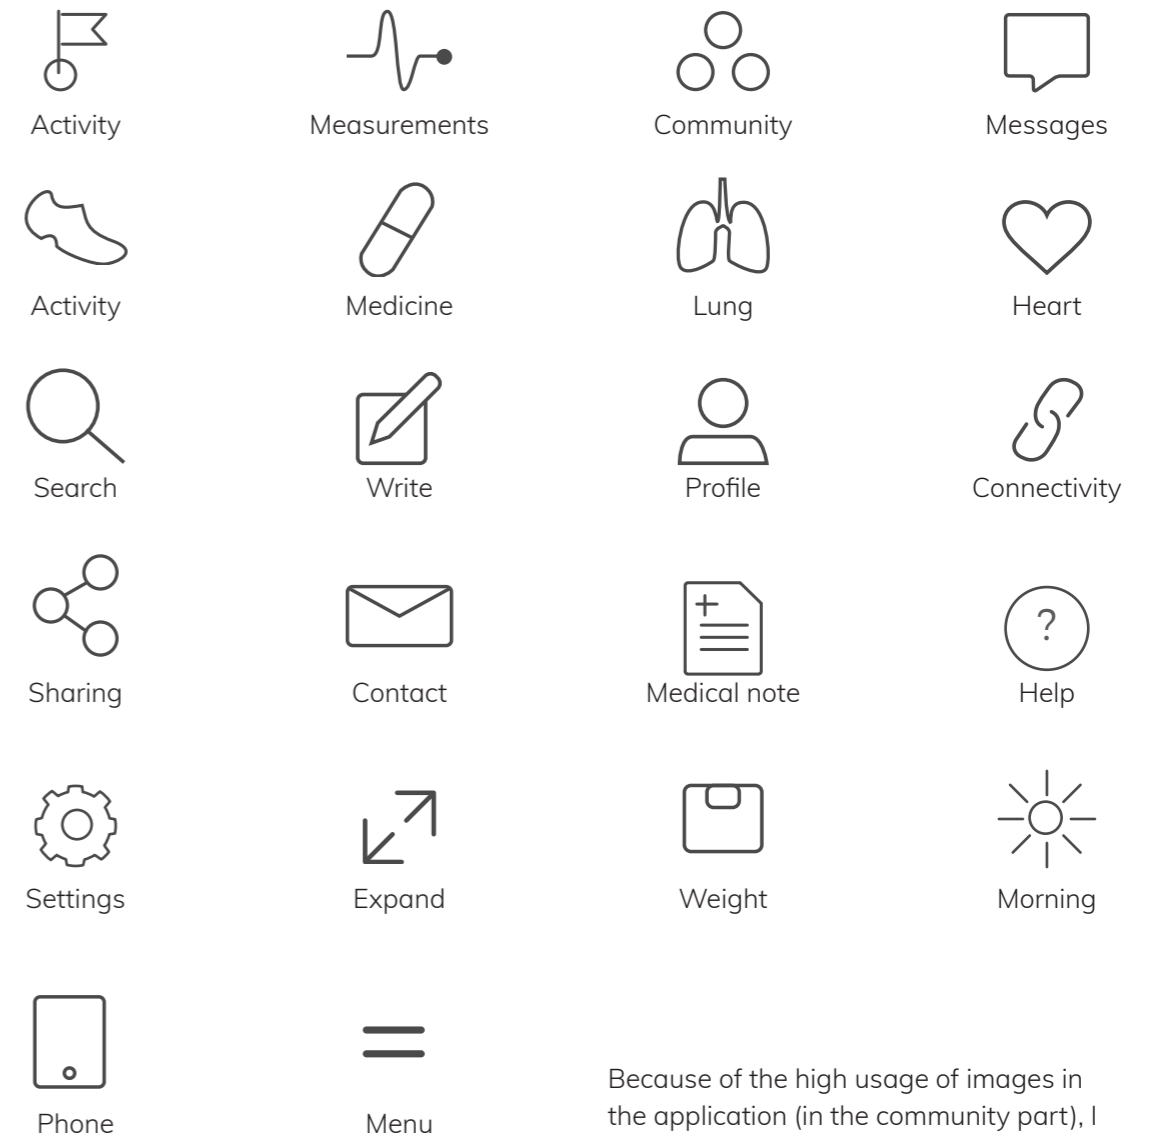 Activity
Measurements
Community
Messages
Activity
Medicine
Lung
Heart
Search
Write
Profile
Connectivity
Sharing
Contact
Medical note
?
Help
Settings
Expand
Weight
Morning
Because of the high usage of images in
the application (in the community part), I
Phone
Menu